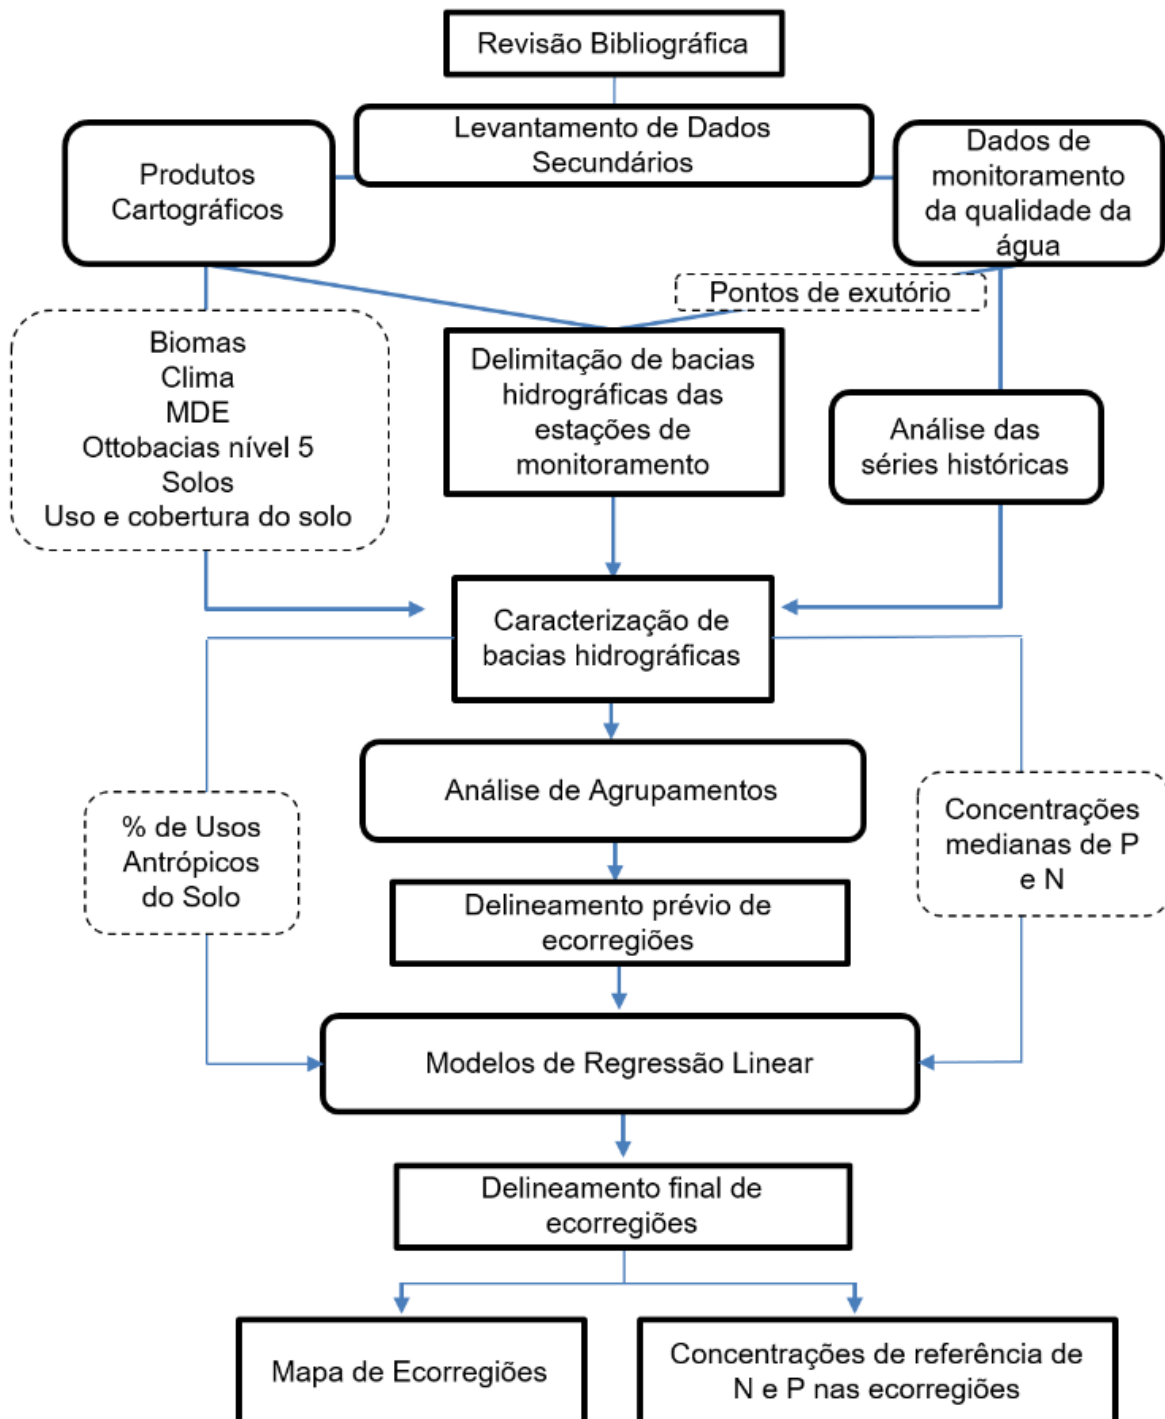 Revisão Bibliográfica
Levantamento de Dados
Secundários
Produtos
Cartográficos
Dados de
monitoramento
da qualidade da
água
Pontos de exutório
Biomas
Clima
MDE
Ottobacias nível 5
Solos
Uso e cobertura do solo
Delimitação de bacias
hidrográficas das
estações de
monitoramento
Análise das
séries históricas
Caracterização de
bacias hidrográficas
Análise de Agrupamentos
% de Usos
Antrópicos
do Solo
Concentrações
medianas de P
e N
Delineamento prévio de
ecorregiões
Modelos de Regressão Linear
Delineamento final de
ecorregiões
Mapa de Ecorregiões
Concentrações de referência de
N e P nas ecorregiões